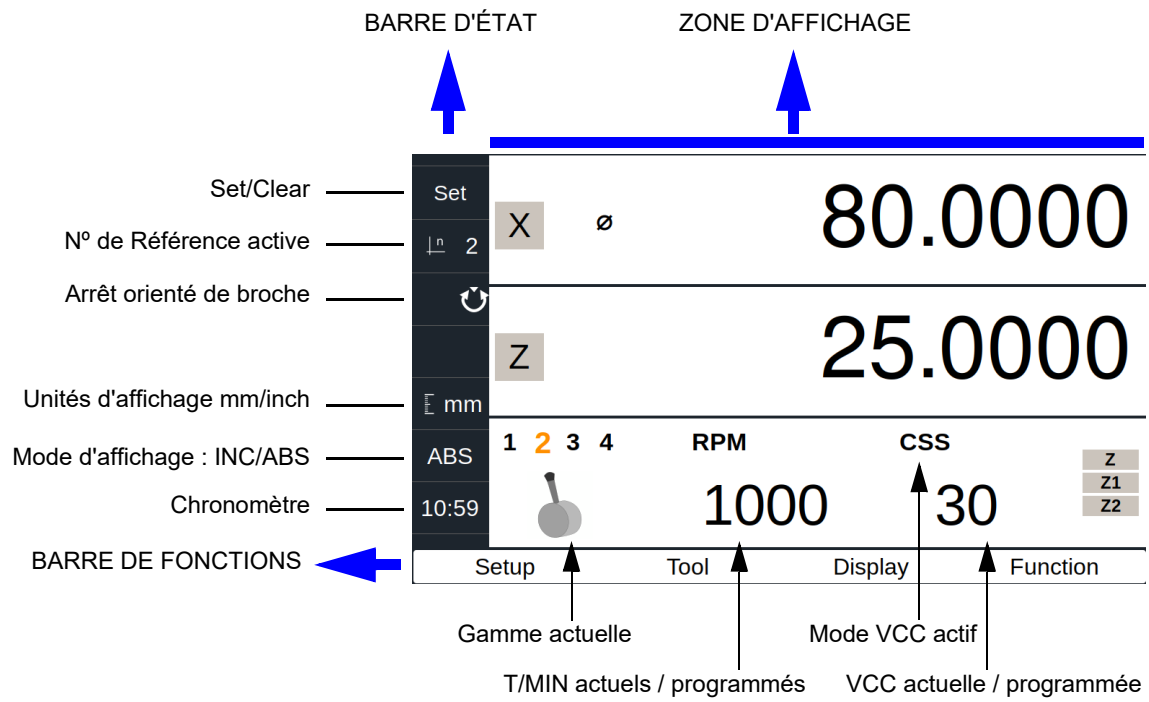 BARRE D'ÉTAT
ZONE D'AFFICHAGE
Set/Clear
Set
X
⌀
80.0000
Nº de Référence active
n 2
Arrêt orienté de broche
Z
25.0000
Unités d'affichage mm/inch
mm
Mode d'affichage : INC/ABS
ABS
1 2 3 4
RPM
CSS
Z
Z1
Z2
Chronomètre
10:59
1000
30
BARRE DE FONCTIONS
Setup
Tool
Display
Function
Gamme actuelle
Mode VCC actif
T/MIN actuels / programmés
VCC actuelle / programmée